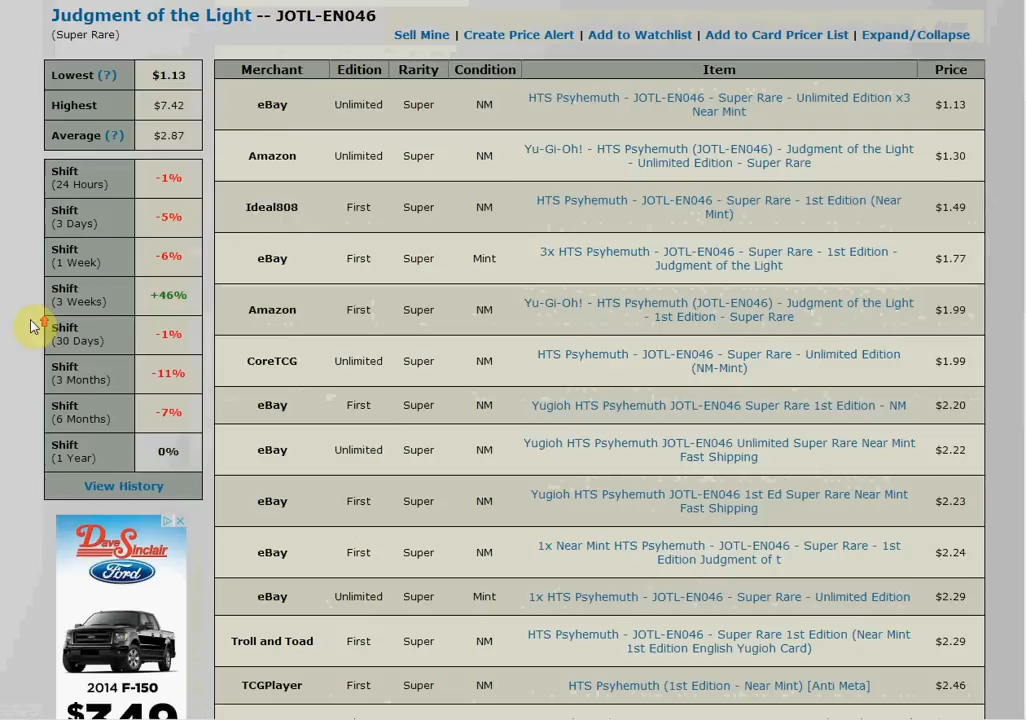 Judgment of the Light -- JOTL-EN046
(Super Rare)
Sell Mine | Create Price Alert | Add to Watchlist | Add to Card Pricer List | Expand/Collapse
Lowest (?) $1.13
Highest $7.42
Average (?) $2.87
Shift
(24 Hours) -1%
Shift
(3 Days) -5%
Shift
(1 Week) -6%
Shift
(3 Weeks) +46%
Shift
(30 Days) -1%
Shift
(3 Months) -11%
Shift
(6 Months) -7%
Shift
(1 Year) 0%
View History
Dave Sinclair
Ford
2014 F-150
$349
Merchant Edition Rarity Condition Item Price
eBay Unlimited Super NM HTS Psyhemuth - JOTL-EN046 - Super Rare - Unlimited Edition x3
Near Mint $1.13
Amazon Unlimited Super NM Yu-Gi-Oh! - HTS Psyhemuth (JOTL-EN046) - Judgment of the Light
- Unlimited Edition - Super Rare $1.30
Ideal808 First Super NM HTS Psyhemuth - JOTL-EN046 - Super Rare - 1st Edition (Near
Mint) $1.49
eBay First Super Mint 3x HTS Psyhemuth - JOTL-EN046 - Super Rare - 1st Edition -
Judgment of the Light $1.77
Amazon First Super NM Yu-Gi-Oh! - HTS Psyhemuth (JOTL-EN046) - Judgment of the Light
- 1st Edition - Super Rare $1.99
CoreTCG Unlimited Super NM HTS Psyhemuth - JOTL-EN046 - Super Rare - Unlimited Edition
(NM-Mint) $1.99
eBay First Super NM Yugioh HTS Psyhemuth JOTL-EN046 Super Rare 1st Edition - NM $2.20
eBay Unlimited Super NM Yugioh HTS Psyhemuth JOTL-EN046 Unlimited Super Rare Near Mint
Fast Shipping $2.22
eBay First Super NM Yugioh HTS Psyhemuth JOTL-EN046 1st Ed Super Rare Near Mint
Fast Shipping $2.23
eBay First Super NM 1x Near Mint HTS Psyhemuth - JOTL-EN046 - Super Rare - 1st
Edition Judgment of t $2.24
eBay Unlimited Super Mint 1x HTS Psyhemuth - JOTL-EN046 - Super Rare - Unlimited Edition $2.29
Troll and Toad First Super NM HTS Psyhemuth - JOTL-EN046 - Super Rare 1st Edition (Near Mint
1st Edition English Yugioh Card) $2.29
TCGPlayer First Super NM HTS Psyhemuth (1st Edition - Near Mint) [Anti Meta] $2.46